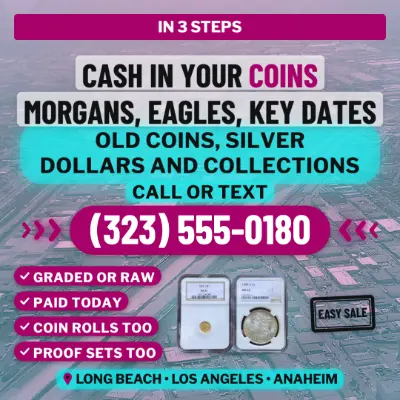 IN 3 STEPS
CASH IN YOUR COINS
MORGANS, EAGLES, KEY DATES
OLD COINS, SILVER
DOLLARS AND COLLECTIONS
CALL OR TEXT
(323) 555-0180
GRADED OR RAW
PAID TODAY
COIN ROLLS TOO
PROOF SETS TOO
EASY SALE
LONG BEACH • LOS ANGELES • ANAHEIM